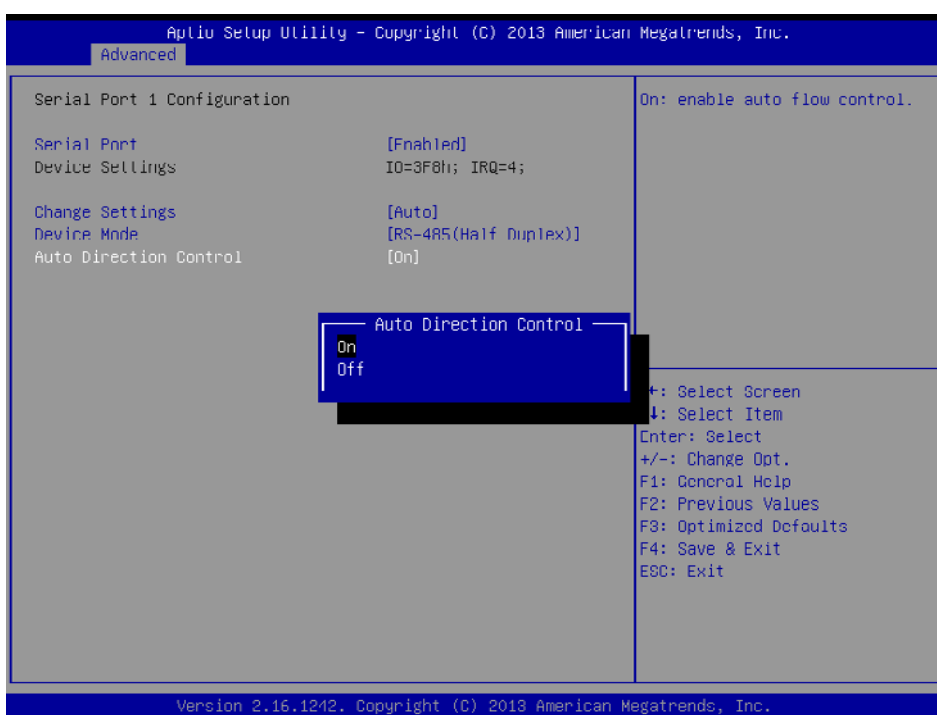 Aptio Setup Utility – Copyright (C) 2013 American Megatrends, Inc.
Advanced
Serial Port 1 Configuration
Serial Port [Enabled]
Device Settings IO=3F8h; IRQ=4;
Change Settings [Auto]
Device Mode [RS-485(Half Duplex)]
Auto Direction Control [On]
On: enable auto flow control.
Auto Direction Control
On
Off
←: Select Screen
↓: Select Item
Enter: Select
+/-: Change Opt.
F1: General Help
F2: Previous Values
F3: Optimized Defaults
F4: Save & Exit
ESC: Exit
Version 2.16.1242. Copyright (C) 2013 American Megatrends, Inc.